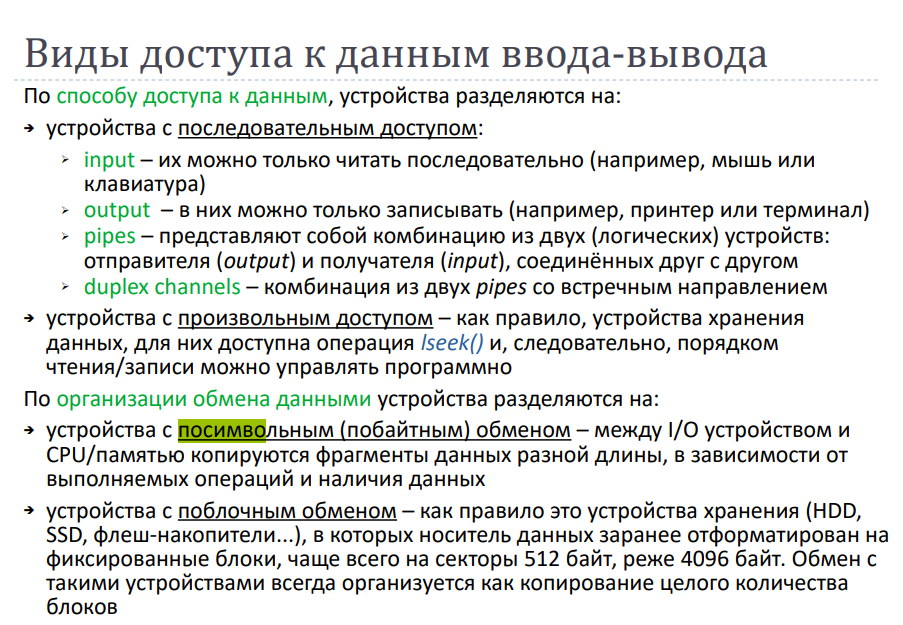 Виды доступа к данным ввода-вывода
По способу доступа к данным, устройства разделяются на:
➔ устройства с последовательным доступом:
➢ input – их можно только читать последовательно (например, мышь или
клавиатура)
➢ output – в них можно только записывать (например, принтер или терминал)
➢ pipes – представляют собой комбинацию из двух (логических) устройств:
отправителя (output) и получателя (input), соединённых друг с другом
➢ duplex channels – комбинация из двух pipes со встречным направлением
➔ устройства с произвольным доступом – как правило, устройства хранения
данных, для них доступна операция lseek() и, следовательно, порядком
чтения/записи можно управлять программно
По организации обмена данными устройства разделяются на:
➔ устройства с посимвольным (побайтным) обменом – между I/O устройством и
CPU/памятью копируются фрагменты данных разной длины, в зависимости от
выполняемых операций и наличия данных
➔ устройства с поблочным обменом – как правило это устройства хранения (HDD,
SSD, флеш-накопители...), в которых носитель данных заранее отформатирован на
фиксированные блоки, чаще всего на секторы 512 байт, реже 4096 байт. Обмен с
такими устройствами всегда организуется как копирование целого количества
блоков